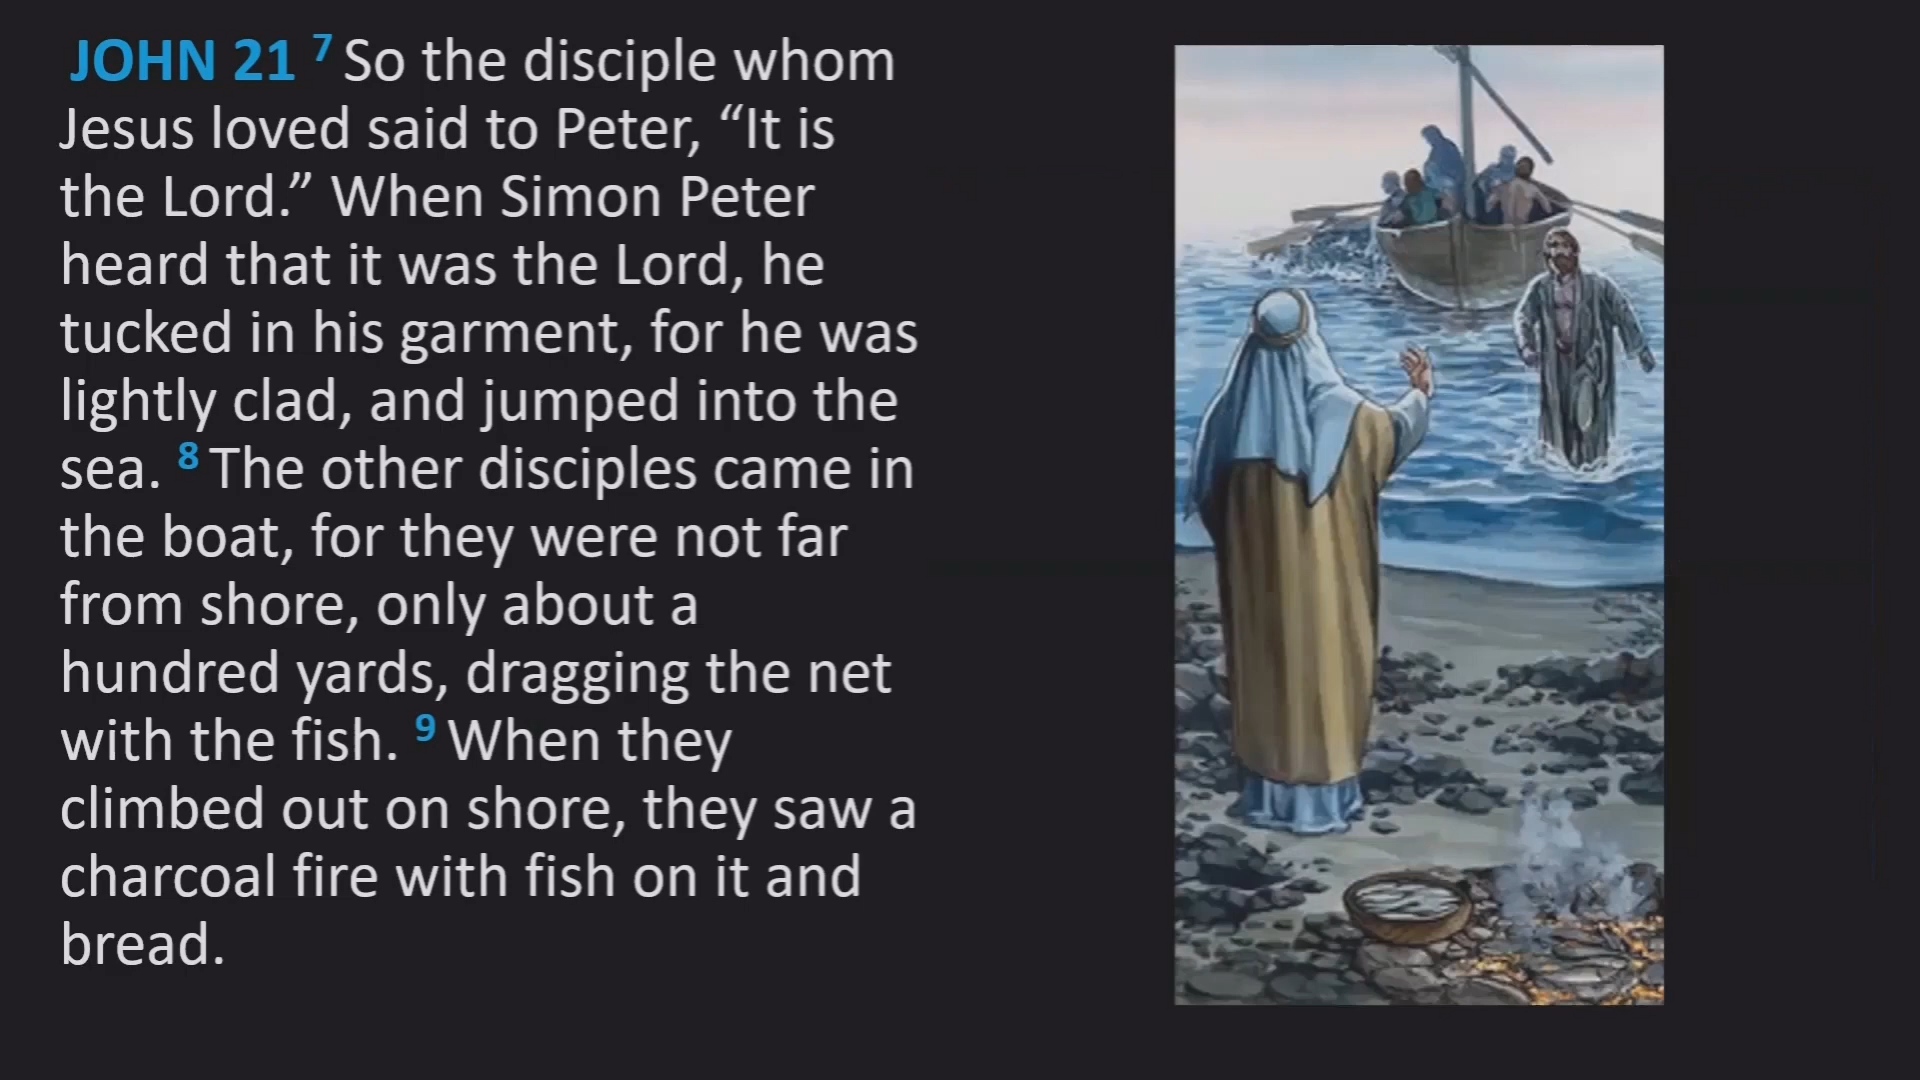 JOHN 21 7 So the disciple whom
Jesus loved said to Peter, “It is
the Lord.” When Simon Peter
heard that it was the Lord, he
tucked in his garment, for he was
lightly clad, and jumped into the
sea. 8 The other disciples came in
the boat, for they were not far
from shore, only about a
hundred yards, dragging the net
with the fish. 9 When they
climbed out on shore, they saw a
charcoal fire with fish on it and
bread.